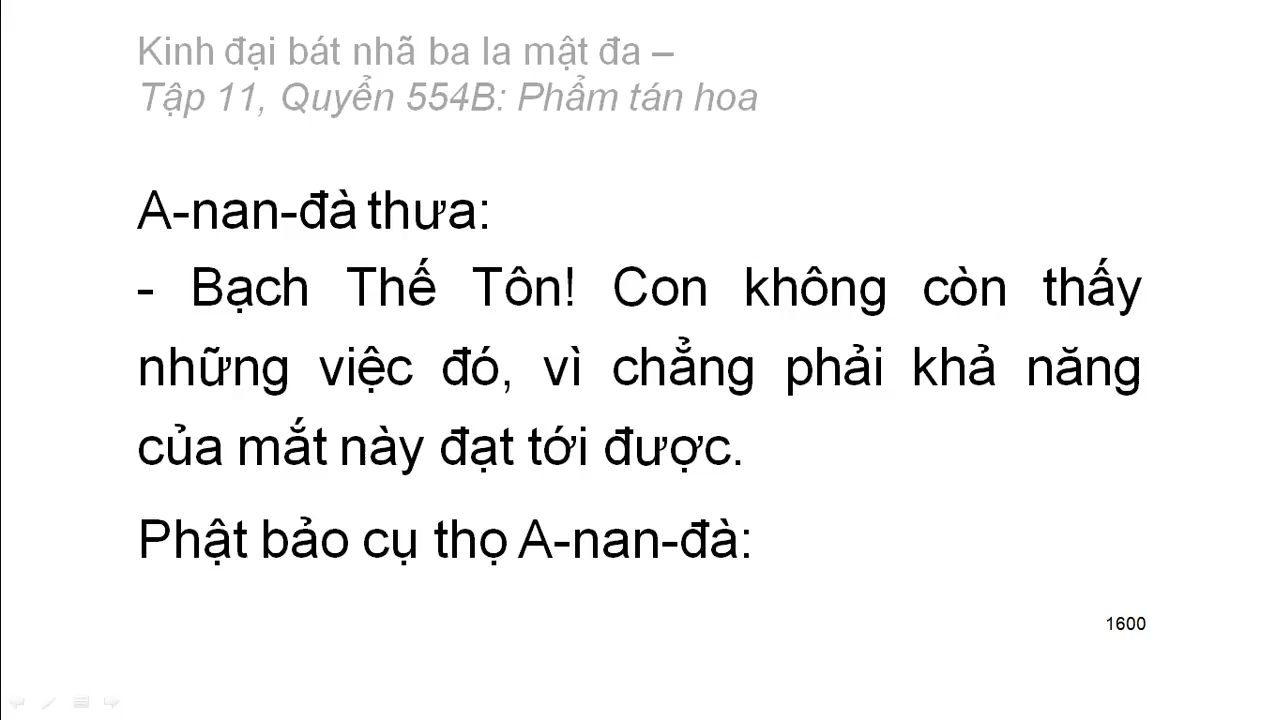 Kinh đại bát nhã ba la mật đa –
Tập 11, Quyển 554B: Phẩm tán hoa
A-nan-đà thưa:
- Bạch Thế Tôn! Con không còn thấy
những việc đó, vì chẳng phải khả năng
của mắt này đạt tới được.
Phật bảo cụ thọ A-nan-đà:
1600